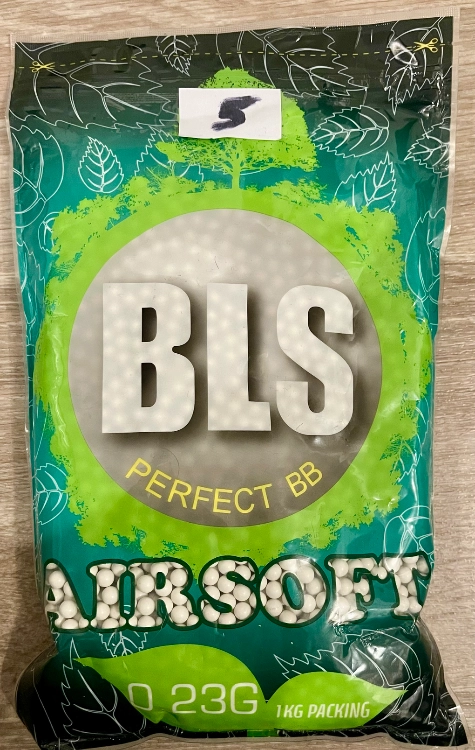 5
BLS
PERFECT BB
AIRSOFT
0.23G
1KG PACKING